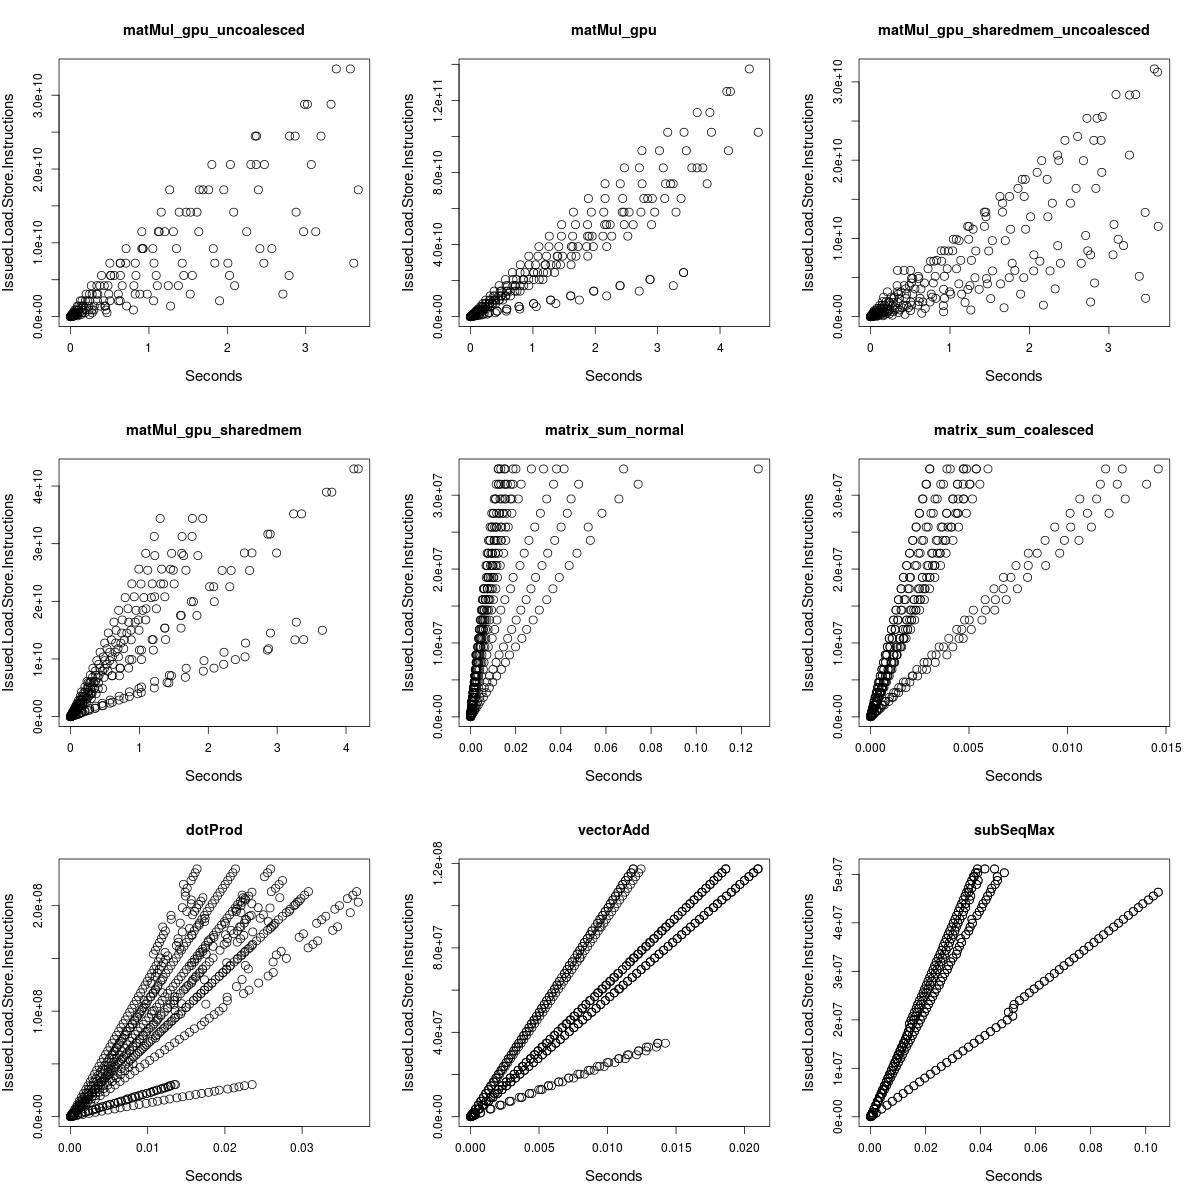 matMul_gpu_uncoalesced
Issued.Load.Store.Instructions
0.0e+00 1.0e+10 2.0e+10 3.0e+10
0 1 2 3
Seconds
matMul_gpu
Issued.Load.Store.Instructions
0.0e+00 4.0e+10 8.0e+10 1.2e+11
0 1 2 3 4
Seconds
matMul_gpu_sharedmem_uncoalesced
Issued.Load.Store.Instructions
0.0e+00 1.0e+10 2.0e+10 3.0e+10
0 1 2 3
Seconds
matMul_gpu_sharedmem
Issued.Load.Store.Instructions
0e+00 1e+10 2e+10 3e+10 4e+10
0 1 2 3 4
Seconds
matrix_sum_normal
Issued.Load.Store.Instructions
0.0e+00 1.0e+07 2.0e+07 3.0e+07
0.00 0.02 0.04 0.06 0.08 0.10 0.12
Seconds
matrix_sum_coalesced
Issued.Load.Store.Instructions
0.0e+00 1.0e+07 2.0e+07 3.0e+07
0.000 0.005 0.010 0.015
Seconds
dotProd
Issued.Load.Store.Instructions
0.0e+00 1.0e+08 2.0e+08
0.00 0.01 0.02 0.03
Seconds
vectorAdd
Issued.Load.Store.Instructions
0.0e+00 4.0e+07 8.0e+07 1.2e+08
0.000 0.005 0.010 0.015 0.020
Seconds
subSeqMax
Issued.Load.Store.Instructions
0e+00 1e+07 2e+07 3e+07 4e+07 5e+07
0.00 0.02 0.04 0.06 0.08 0.10
Seconds